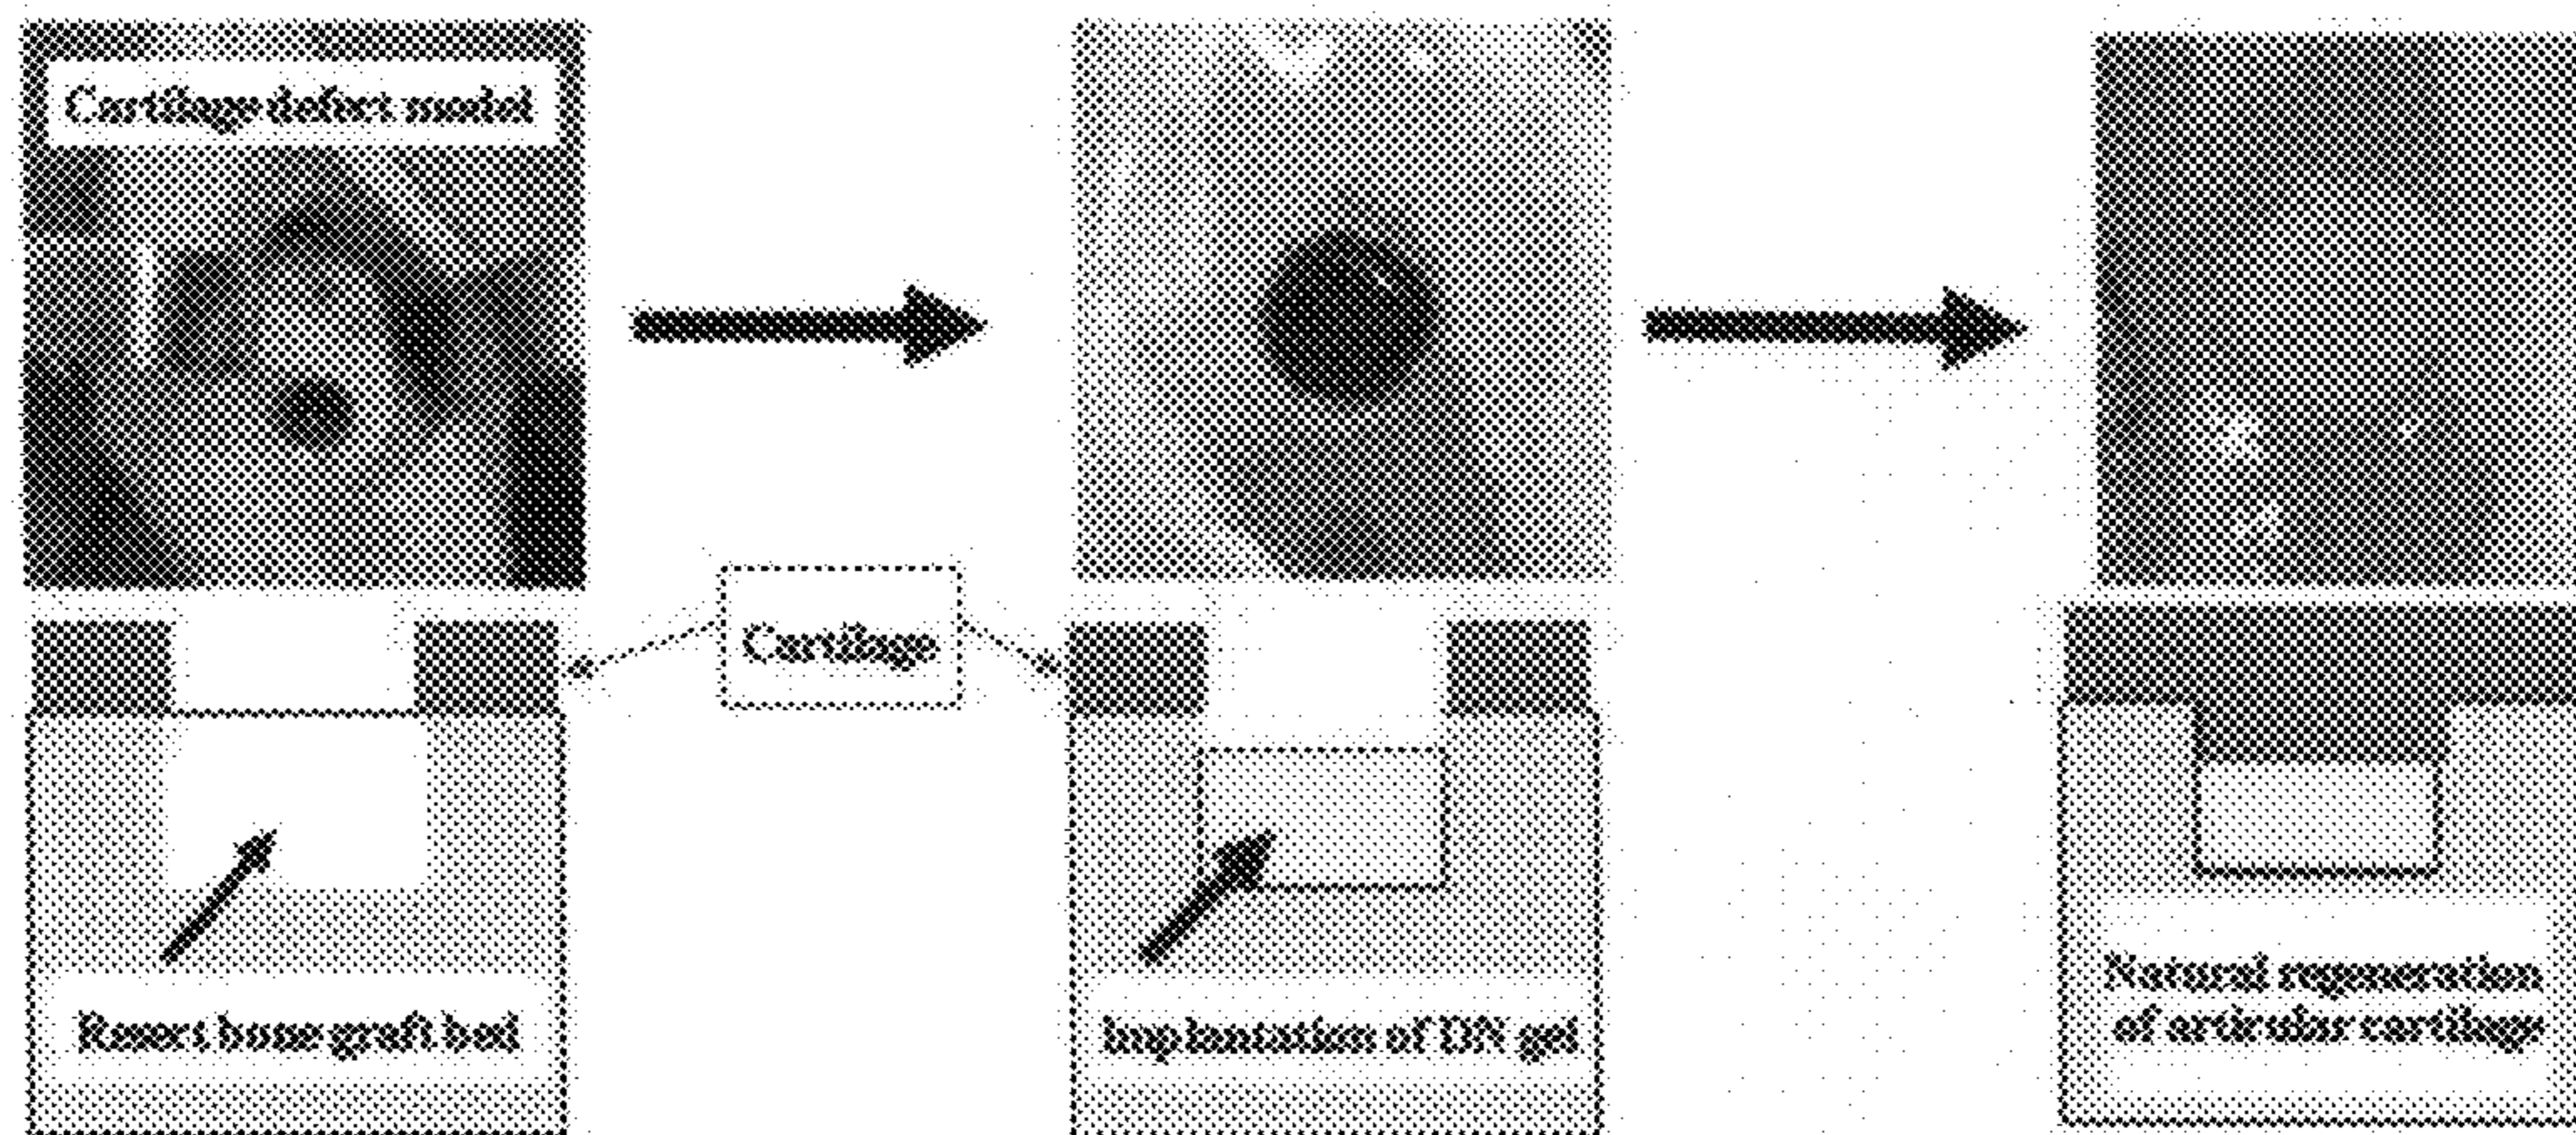 Cartilage defect model
Cartilage
Resect bone graft bed
Implantation of DN gel
Natural regeneration
of articular cartilage